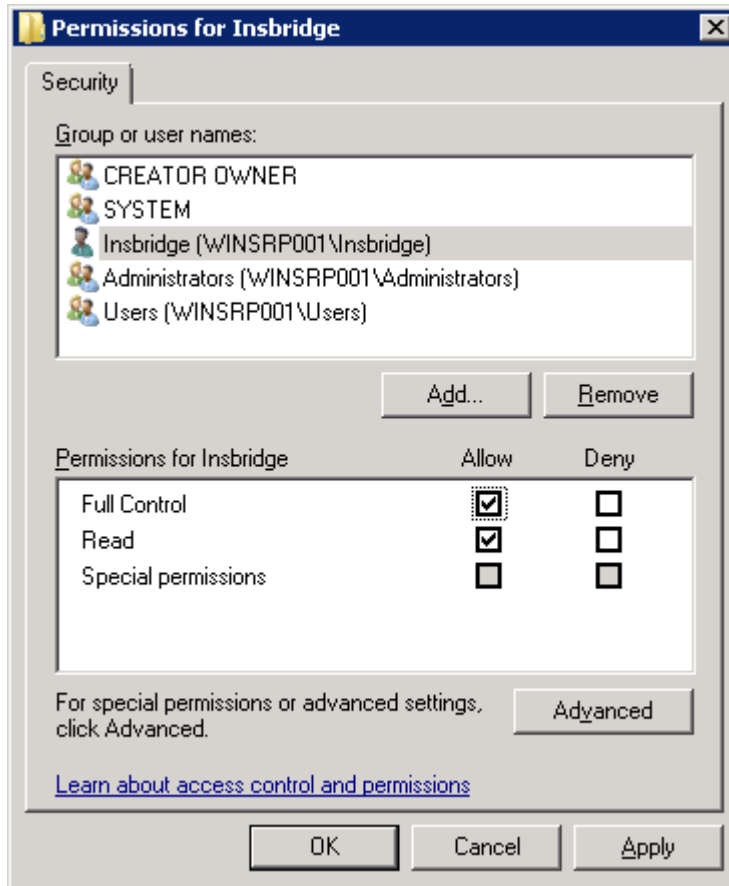 Permissions for Insbridge
Security
Group or user names:
CREATOR OWNER
SYSTEM
Insbridge (WINSRP001\Insbridge)
Administrators (WINSRP001\Administrators)
Users (WINSRP001\Users)
Add... Remove
Permissions for Insbridge Allow Deny
Full Control
Read
Special permissions
For special permissions or advanced settings,
click Advanced.
Advanced
Learn about access control and permissions
OK Cancel Apply